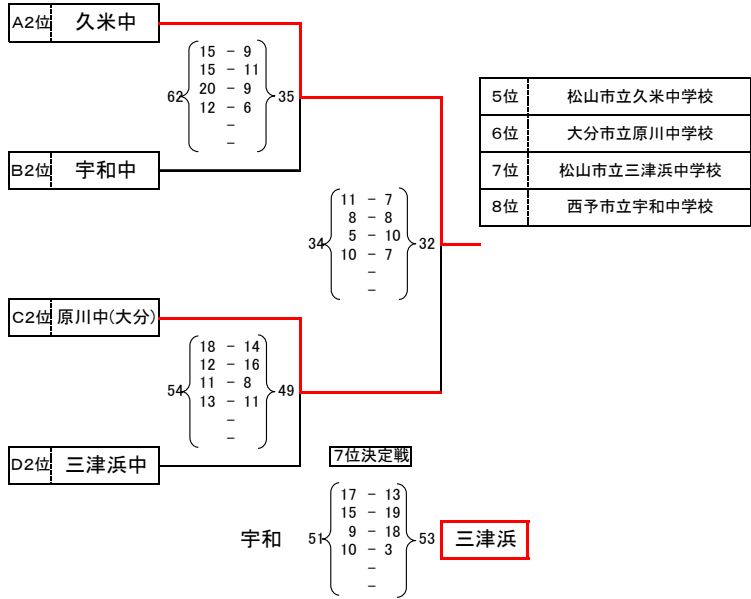 A2位 久米中
62 35
15 － 9
15 － 11
20 － 9
12 － 6
－
－
B2位 宇和中
5位 松山市立久米中学校
6位 大分市立原川中学校
7位 松山市立三津浜中学校
8位 西予市立宇和中学校
34 32
11 － 7
8 － 8
5 － 10
10 － 7
－
－
C2位 原川中(大分)
54 49
18 － 14
12 － 16
11 － 8
13 － 11
－
－
D2位 三津浜中
7位決定戦
宇和 51 53 三津浜
17 － 13
15 － 19
9 － 18
10 － 3
－
－